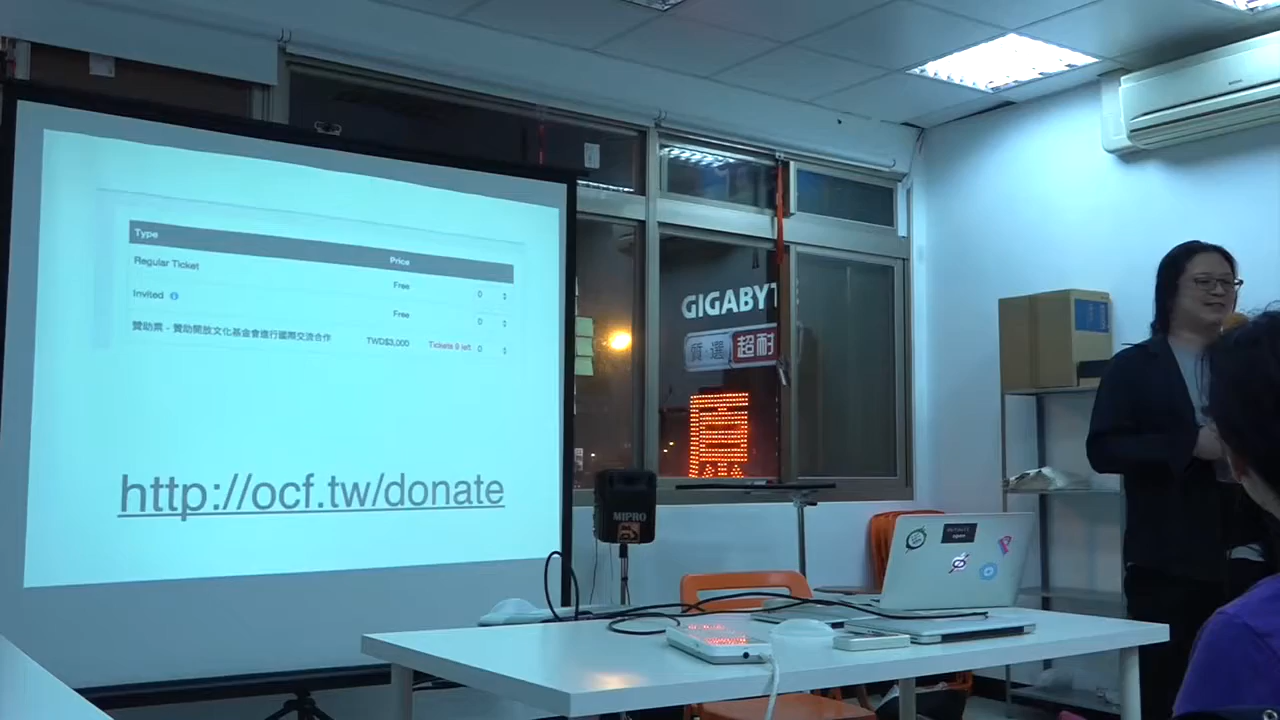 Type Price
Regular Ticket Free 0
Invited Free 0
贊助票 - 贊助開放文化基金會進行國際交流合作 TWD$3,000 Tickets 9 left 0
http://ocf.tw/donate
GIGABYT
質選 超耐
MIPRO
open